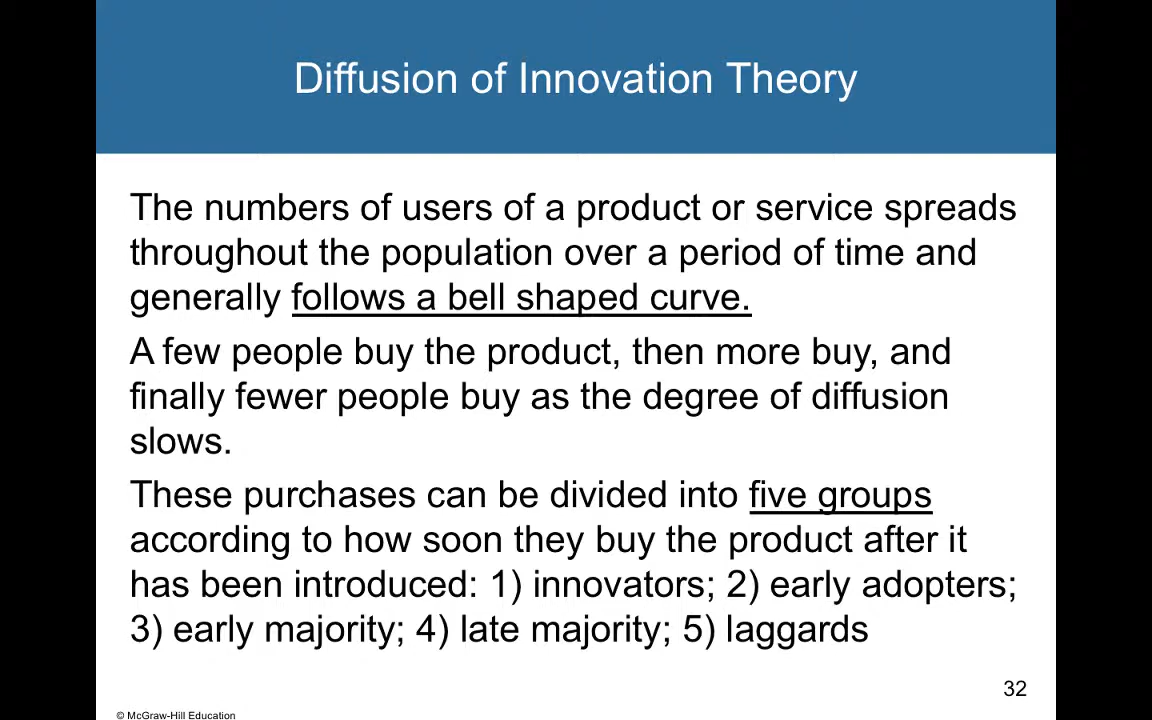 Diffusion of Innovation Theory
The numbers of users of a product or service spreads
throughout the population over a period of time and
generally follows a bell shaped curve.
A few people buy the product, then more buy, and
finally fewer people buy as the degree of diffusion
slows.
These purchases can be divided into five groups
according to how soon they buy the product after it
has been introduced: 1) innovators; 2) early adopters;
3) early majority; 4) late majority; 5) laggards
32
© McGraw-Hill Education